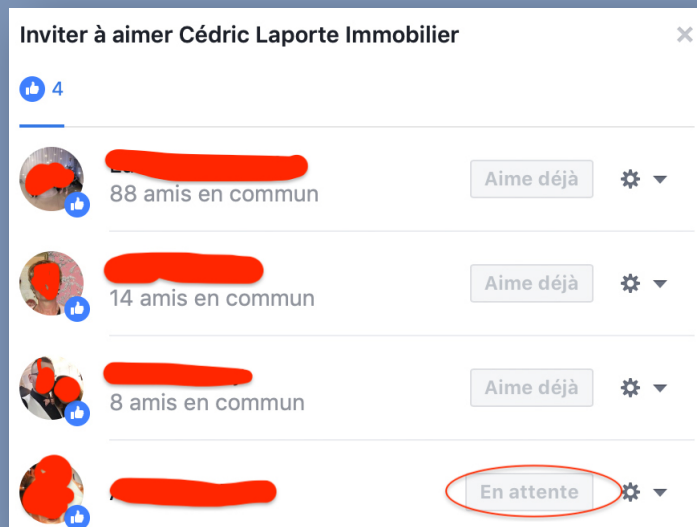 Inviter à aimer Cédric Laporte Immobilier
4
Aime déjà
88 amis en commun
Aime déjà
14 amis en commun
Aime déjà
8 amis en commun
En attente